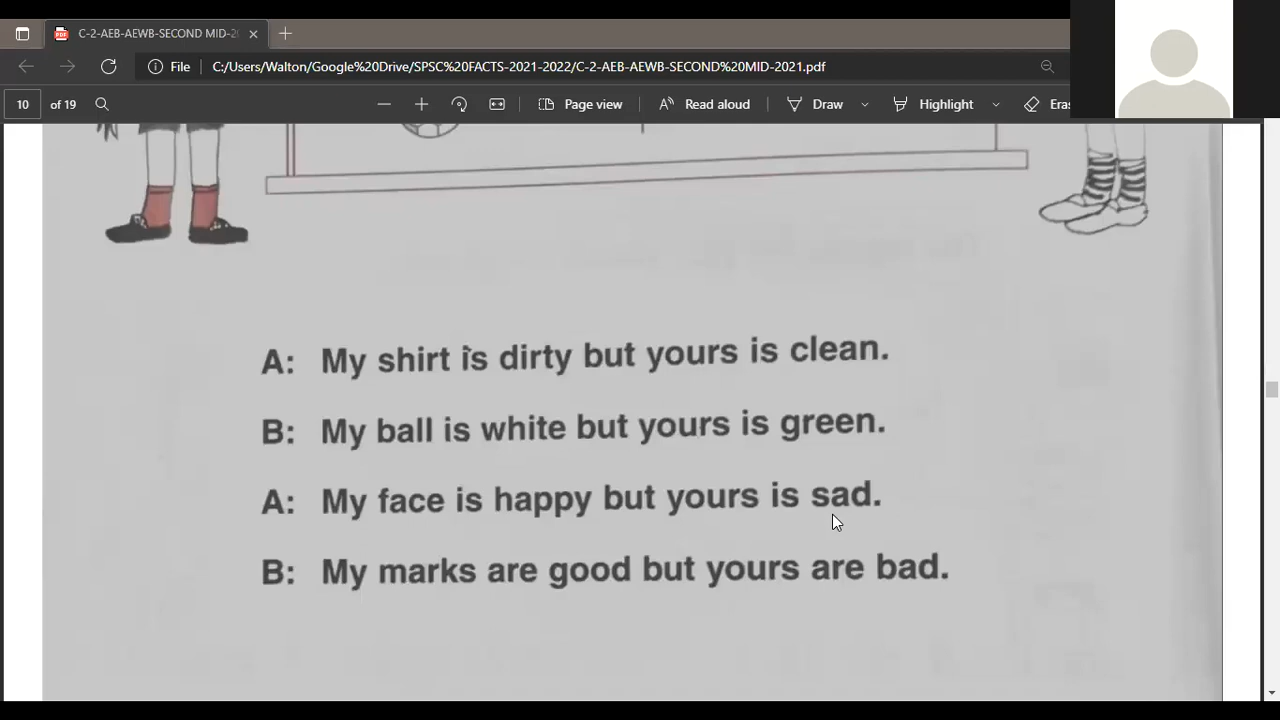 C-2-AEB-AEWB-SECOND MID-20
File C:/Users/Walton/Google%20Drive/SPSC%20FACTS-2021-2022/C-2-AEB-AEWB-SECOND%20MID-2021.pdf
10 of 19 Page view Read aloud Draw Highlight Eras
A: My shirt is dirty but yours is clean.
B: My ball is white but yours is green.
A: My face is happy but yours is sad.
B: My marks are good but yours are bad.